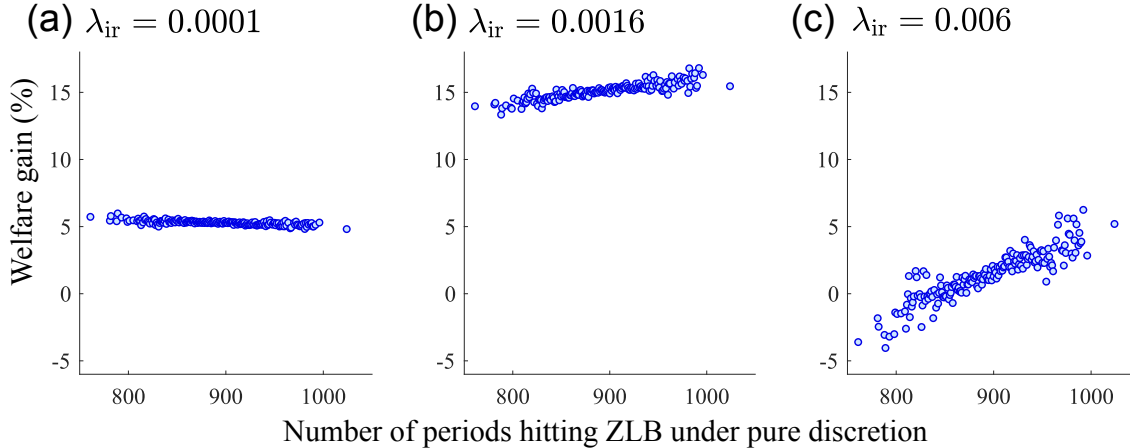 (a) λ_ir = 0.0001
(b) λ_ir = 0.0016
(c) λ_ir = 0.006
Welfare gain (%)
15
10
5
0
-5
800 900 1000
15
10
5
0
-5
800 900 1000
15
10
5
0
-5
800 900 1000
Number of periods hitting ZLB under pure discretion